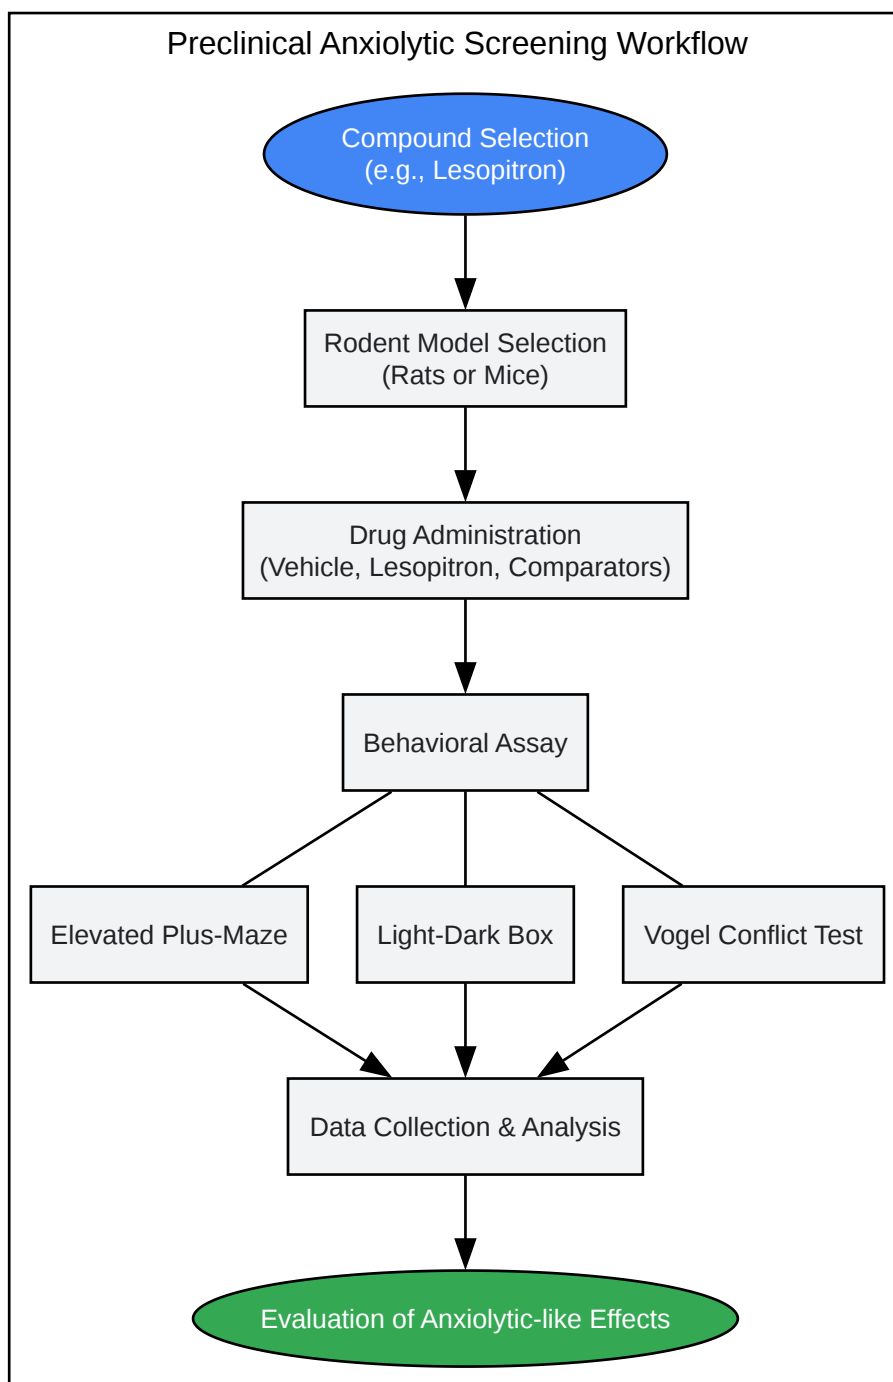 Preclinical Anxiolytic Screening Workflow
Compound Selection
(e.g., Lesopitron)
Rodent Model Selection
(Rats or Mice)
Drug Administration
(Vehicle, Lesopitron, Comparators)
Behavioral Assay
Elevated Plus-Maze
Light-Dark Box
Vogel Conflict Test
Data Collection & Analysis
Evaluation of Anxiolytic-like Effects